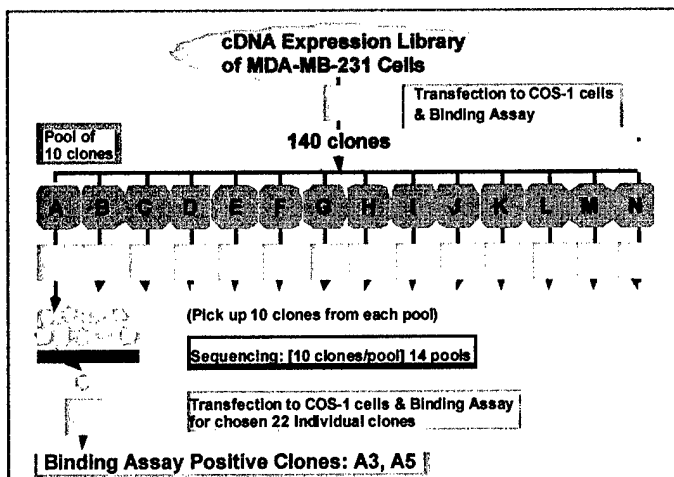 cDNA Expression Library
of MDA-MB-231 Cells
Transfection to COS-1 cells
& Binding Assay
Pool of
10 clones
140 clones
A B C D E F G H I J K L M N
(Pick up 10 clones from each pool)
Sequencing: [10 clones/pool] 14 pools
Transfection to COS-1 cells & Binding Assay
for chosen 22 Individual clones
Binding Assay Positive Clones: A3, A5